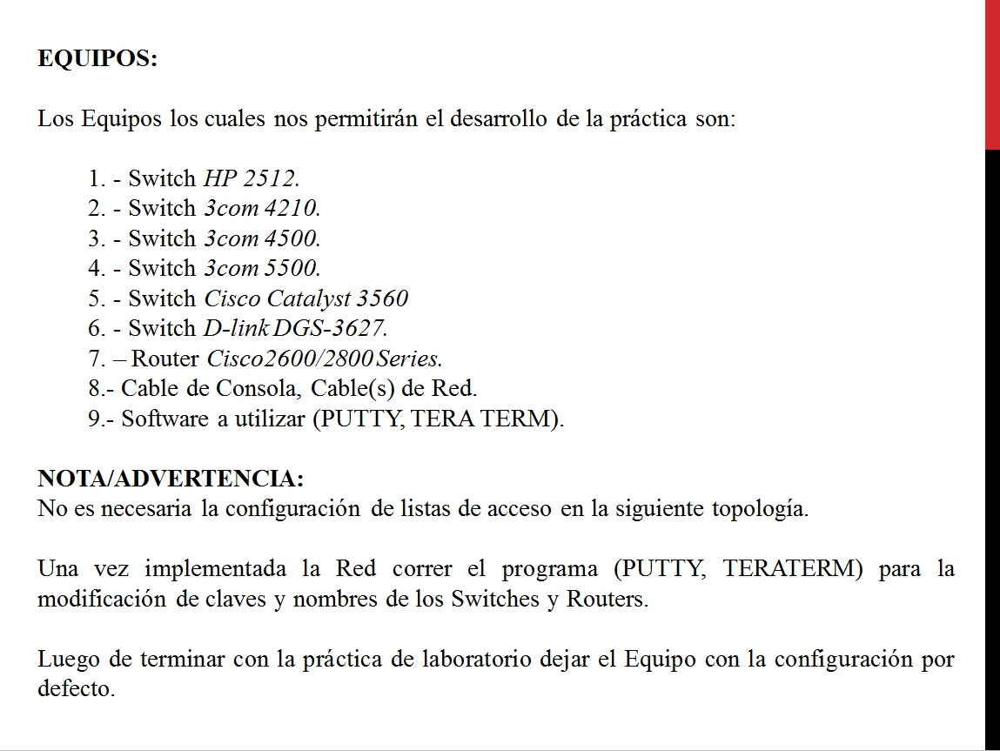 EQUIPOS:
Los Equipos los cuales nos permitirán el desarrollo de la práctica son:
1. - Switch HP 2512.
2. - Switch 3com 4210.
3. - Switch 3com 4500.
4. - Switch 3com 5500.
5. - Switch Cisco Catalyst 3560
6. - Switch D-link DGS-3627.
7. – Router Cisco2600/2800 Series.
8.- Cable de Consola, Cable(s) de Red.
9.- Software a utilizar (PUTTY, TERA TERM).
NOTA/ADVERTENCIA:
No es necesaria la configuración de listas de acceso en la siguiente topología.
Una vez implementada la Red correr el programa (PUTTY, TERATERM) para la
modificación de claves y nombres de los Switches y Routers.
Luego de terminar con la práctica de laboratorio dejar el Equipo con la configuración por
defecto.